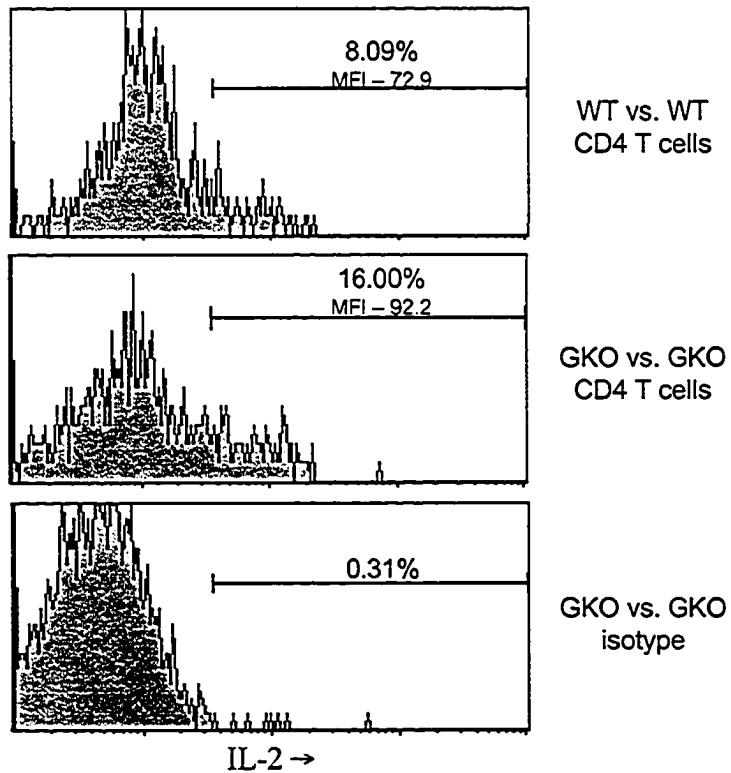 8.09%
MFI – 72.9
WT vs. WT
CD4 T cells
16.00%
MFI – 92.2
GKO vs. GKO
CD4 T cells
0.31%
GKO vs. GKO
isotype
IL-2 →